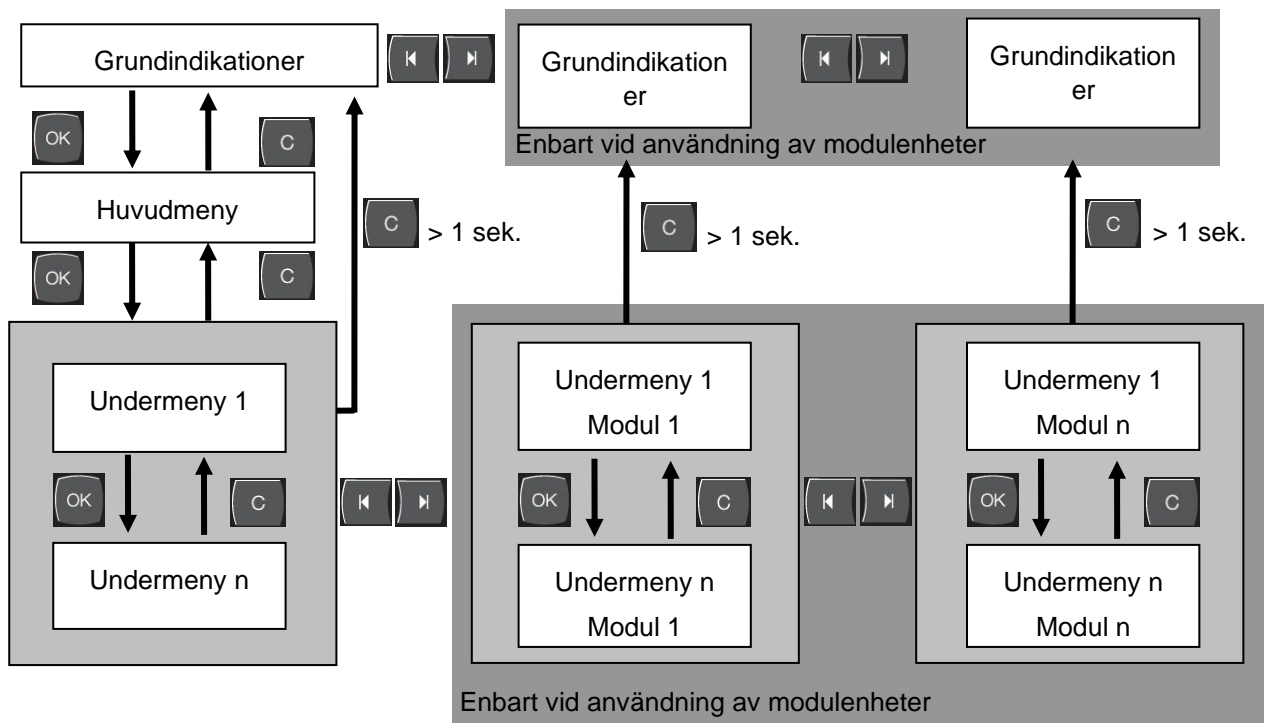 Grundindikationer
Grundindikation
er
Grundindikation
er
Enbart vid användning av modulenheter
OK
C
Huvudmeny
C > 1 sek.
C > 1 sek.
C > 1 sek.
OK
C
Undermeny 1
Undermeny 1
Modul 1
Undermeny 1
Modul n
OK
C
OK
C
OK
C
Undermeny n
Undermeny n
Modul 1
Undermeny n
Modul n
Enbart vid användning av modulenheter